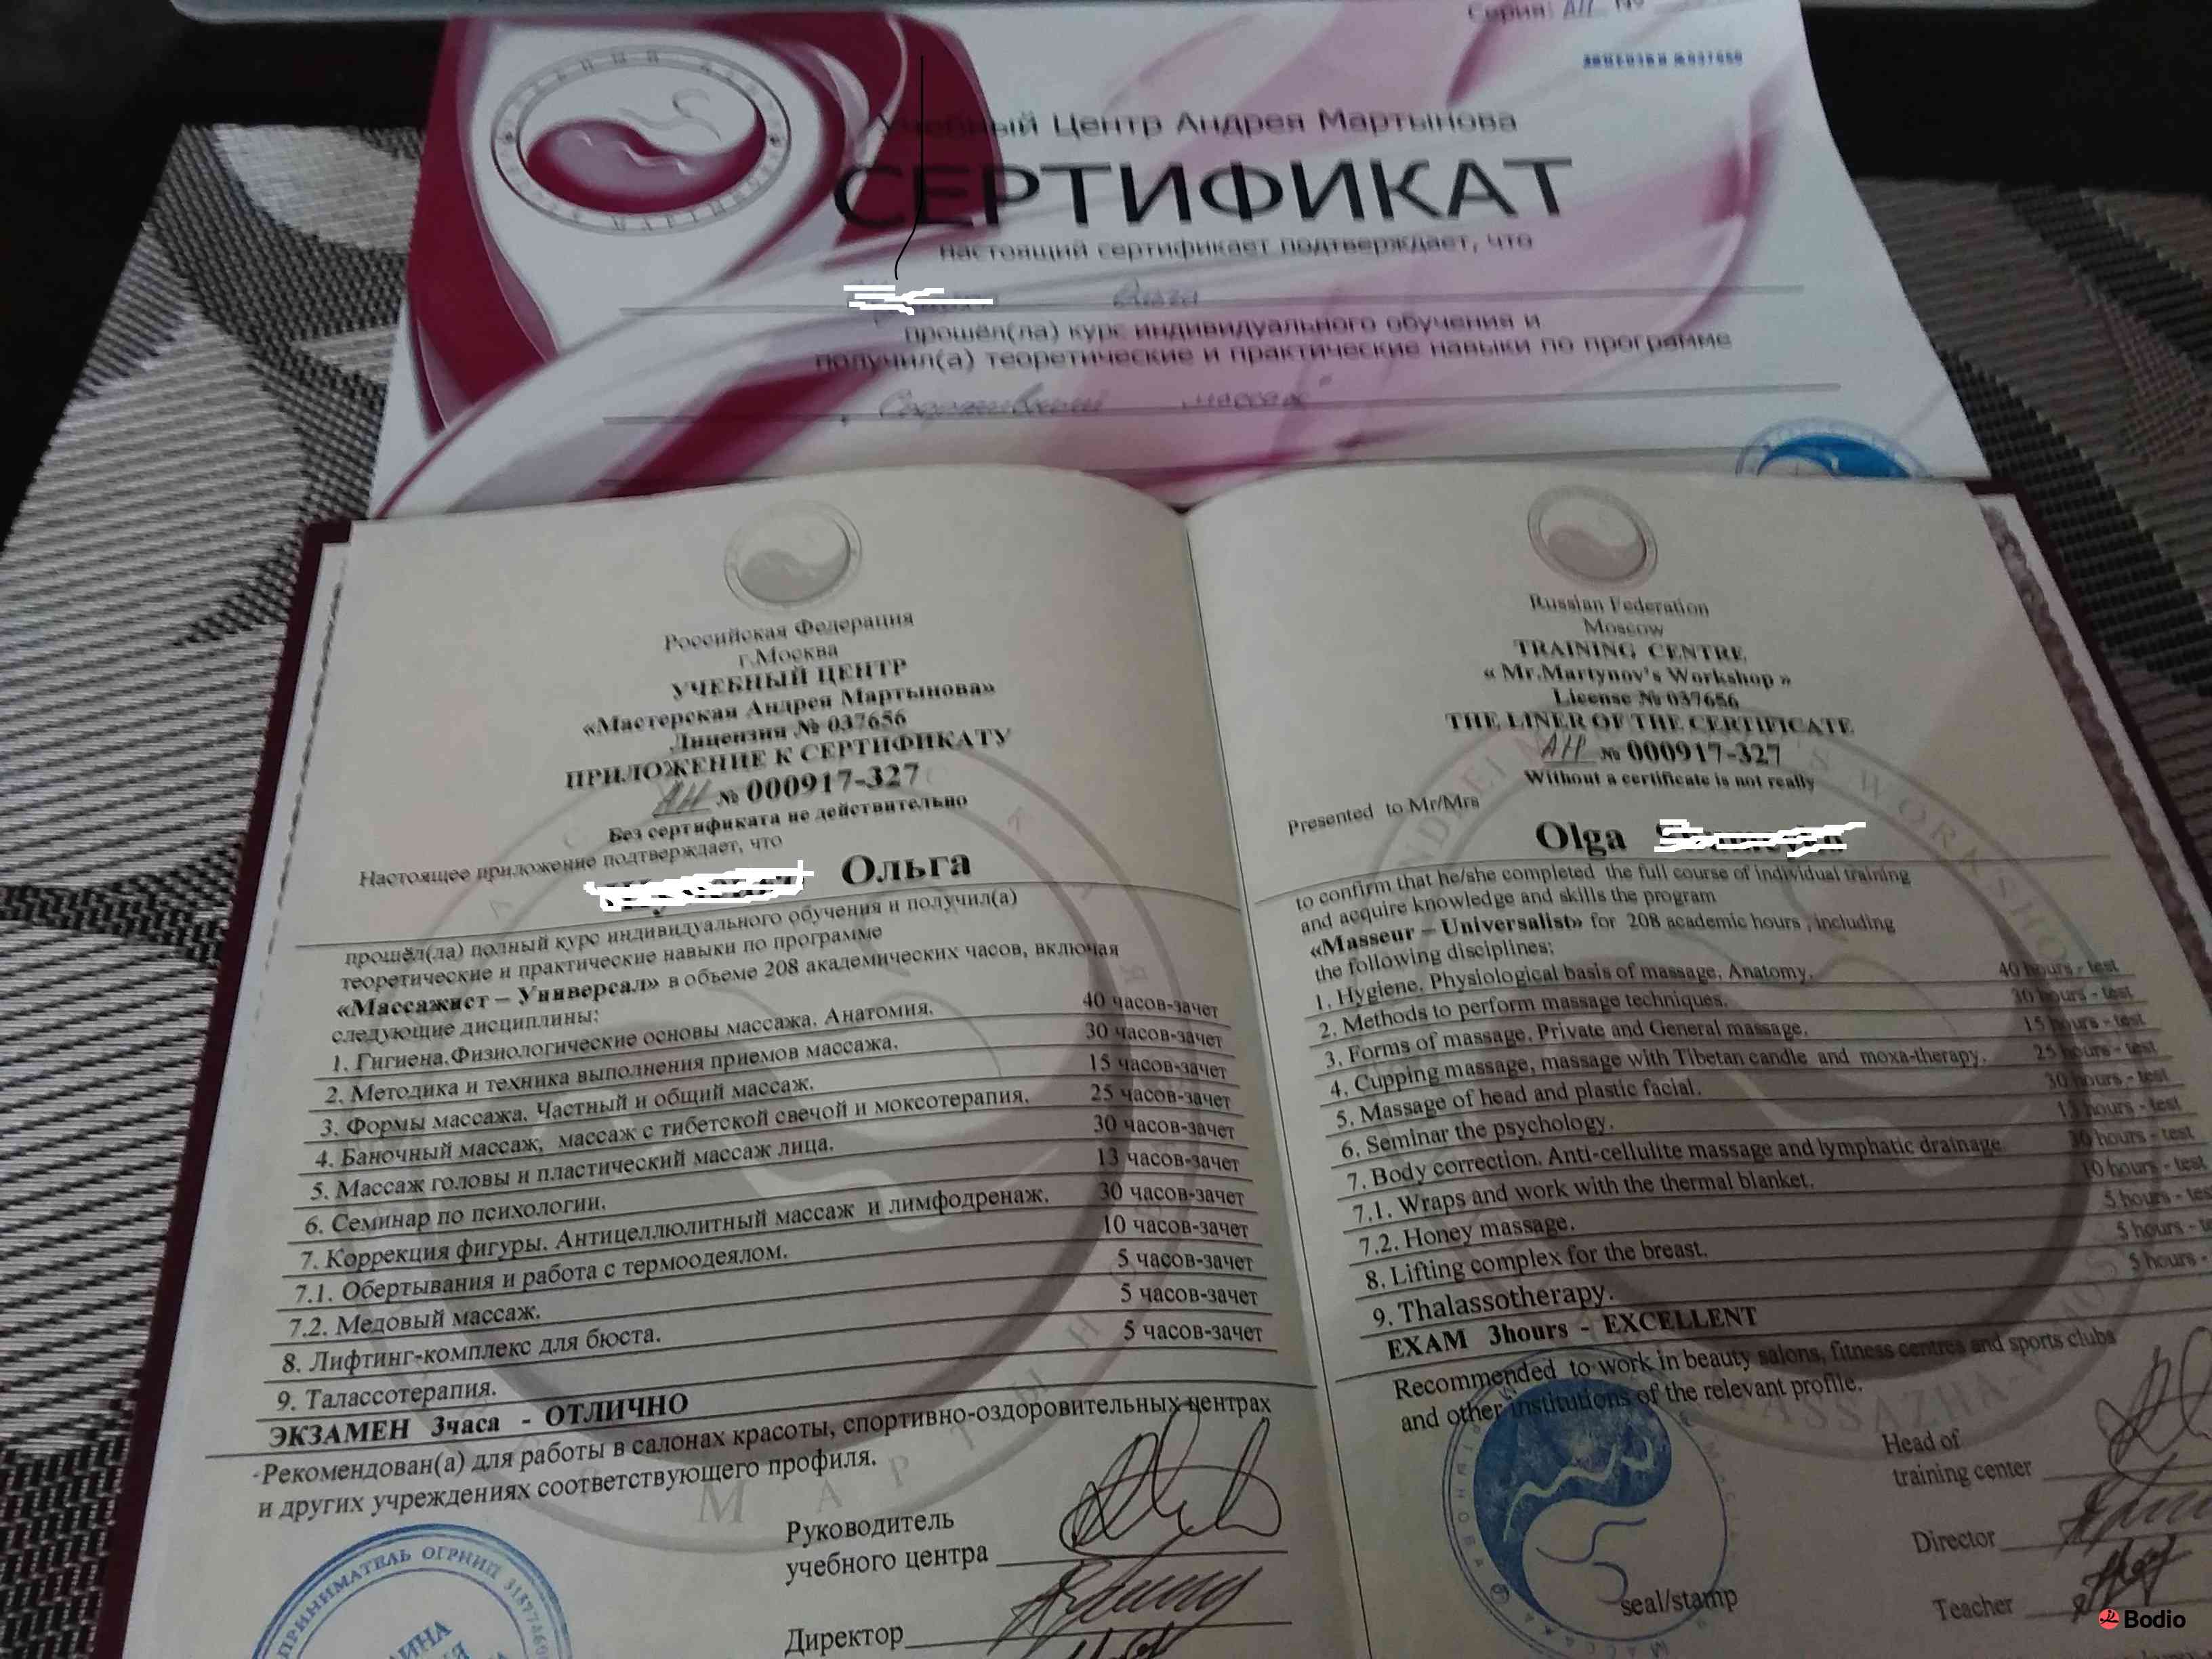 Серия: АН №
ЛИЦЕНЗИЯ №037656
Учебный Центр Андрея Мартынова
СЕРТИФИКАТ
настоящий сертификат подтверждает, что
Ольга
прошёл(ла) курс индивидуального обучения и
получил(а) теоретические и практические навыки по программе
Спортивный массаж
Российская Федерация
г.Москва
УЧЕБНЫЙ ЦЕНТР
«Мастерская Андрея Мартынова»
Лицензия № 037656
ПРИЛОЖЕНИЕ К СЕРТИФИКАТУ
АН № 000917-327
Без сертификата не действительно
Настоящее приложение подтверждает, что
Ольга
прошёл(ла) полный курс индивидуального обучения и получил(а)
теоретические и практические навыки по программе
«Массажист – Универсал» в объеме 208 академических часов, включая
следующие дисциплины:
1. Гигиена.Физиологические основы массажа. Анатомия. 40 часов-зачет
2. Методика и техника выполнения приемов массажа. 30 часов-зачет
3. Формы массажа. Частный и общий массаж. 15 часов-зачет
4. Баночный массаж, массаж с тибетской свечой и моксотерапия. 25 часов-зачет
5. Массаж головы и пластический массаж лица. 30 часов-зачет
6. Семинар по психологии. 13 часов-зачет
7. Коррекция фигуры. Антицеллюлитный массаж и лимфодренаж. 30 часов-зачет
7.1. Обертывания и работа с термоодеялом. 10 часов-зачет
7.2. Медовый массаж. 5 часов-зачет
8. Лифтинг-комплекс для бюста. 5 часов-зачет
9. Талассотерапия. 5 часов-зачет
ЭКЗАМЕН 3часа - ОТЛИЧНО
-Рекомендован(а) для работы в салонах красоты, спортивно-оздоровительных центрах
и других учреждениях соответствующего профиля.
Руководитель
учебного центра
Директор
Russian Federation
Moscow
TRAINING CENTRE
« Mr.Martynov's Workshop »
License № 037656
THE LINER OF THE CERTIFICATE
АН № 000917-327
Without a certificate is not really
Presented to Mr/Mrs
Olga
to confirm that he/she completed the full course of individual training
and acquire knowledge and skills the program
«Masseur – Universalist» for 208 academic hours , including
the following disciplines:
1. Hygiene. Physiological basis of massage, Anatomy. 40 hours - test
2. Methods to perform massage techniques. 30 hours - test
3. Forms of massage. Private and General massage. 15 hours - test
4. Cupping massage, massage with Tibetan candle and moxa-therapy. 25 hours - test
5. Massage of head and plastic facial. 30 hours - test
6. Seminar the psychology. 13 hours - test
7. Body correction. Anti-cellulite massage and lymphatic drainage 30 hours - test
7.1. Wraps and work with the thermal blanket. 10 hours - test
7.2. Honey massage. 5 hours - test
8. Lifting complex for the breast. 5 hours - te
9. Thalassotherapy. 5 hours -
EXAM 3hours - EXCELLENT
Recommended to work in beauty salons, fitness centres and sports clubs
and other institutions of the relevant profile.
Head of
training center
Director
Teacher
seal/stamp
Bodio